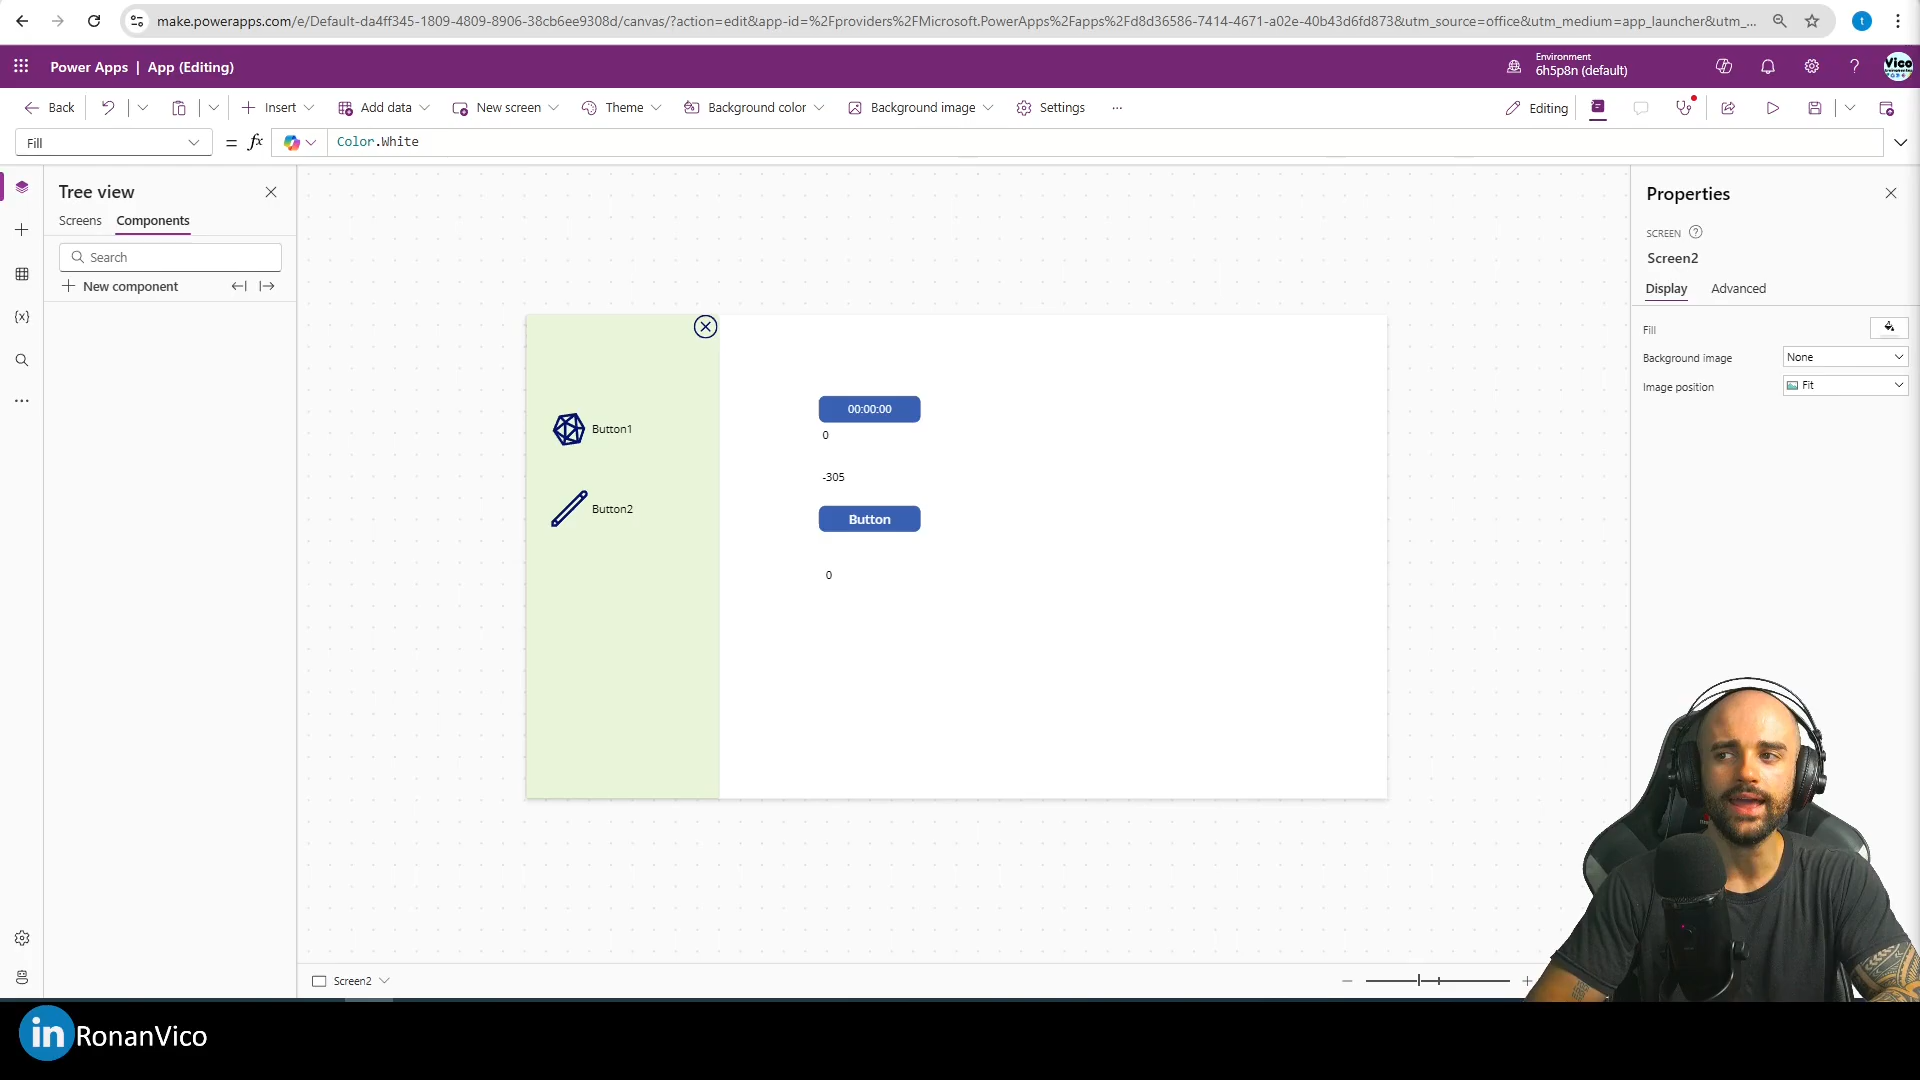 make.powerapps.com/e/Default-da4ff345-1809-4809-8906-38cb6ee9308d/canvas/?action=edit&app-id=%2Fproviders%2FMicrosoft.PowerApps%2Fapps%2Fd8d36586-7414-4671-a02e-40b43d6fd873&utm_source=office&utm_medium=app_launcher&utm_...
t
Power Apps | App (Editing)
Environment
6h5p8n (default)
Vico
Back
Insert
Add data
New screen
Theme
Background color
Background image
Settings
...
Editing
Fill
= fx
Color.White
Tree view
Screens
Components
Search
New component
Button1
Button2
00:00:00
0
-305
Button
0
Properties
SCREEN
Screen2
Display
Advanced
Fill
Background image
None
Image position
Fit
Screen2
in RonanVico